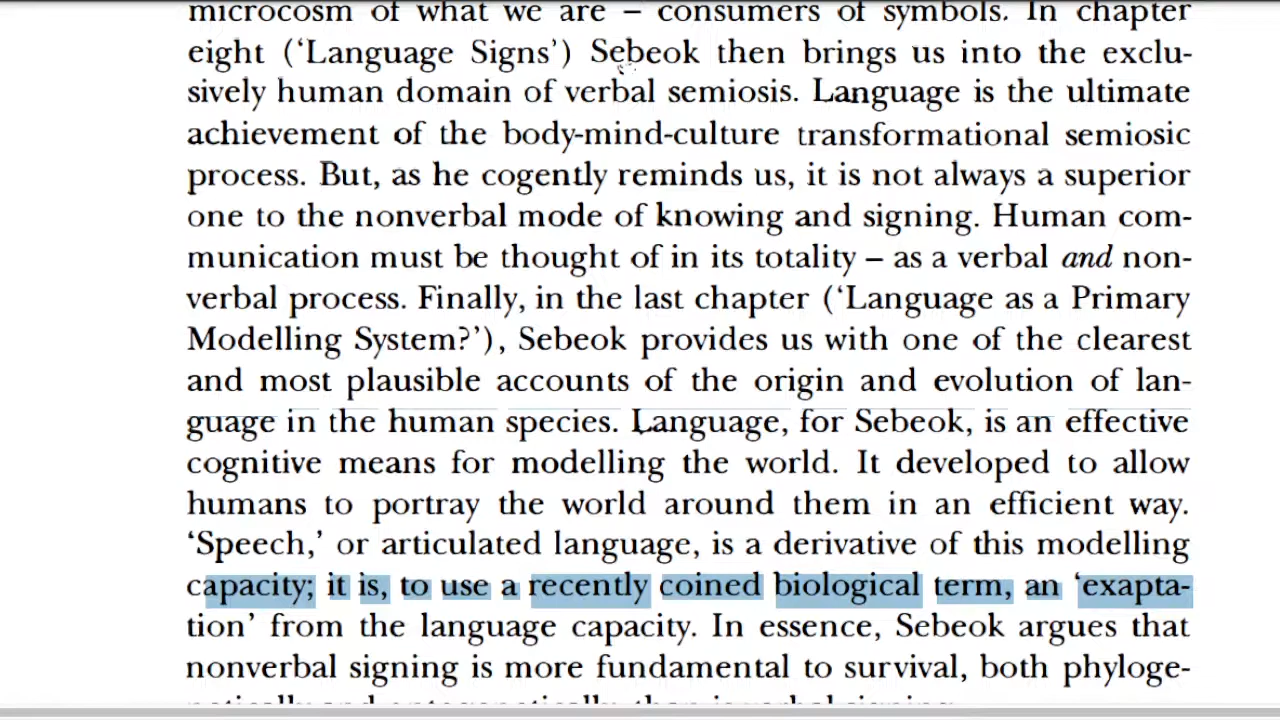 microcosm of what we are – consumers of symbols. In chapter
eight (‘Language Signs’) Sebeok then brings us into the exclu-
sively human domain of verbal semiosis. Language is the ultimate
achievement of the body-mind-culture transformational semiosic
process. But, as he cogently reminds us, it is not always a superior
one to the nonverbal mode of knowing and signing. Human com-
munication must be thought of in its totality – as a verbal and non-
verbal process. Finally, in the last chapter (‘Language as a Primary
Modelling System?’), Sebeok provides us with one of the clearest
and most plausible accounts of the origin and evolution of lan-
guage in the human species. Language, for Sebeok, is an effective
cognitive means for modelling the world. It developed to allow
humans to portray the world around them in an efficient way.
‘Speech,’ or articulated language, is a derivative of this modelling
capacity; it is, to use a recently coined biological term, an ‘exapta-
tion’ from the language capacity. In essence, Sebeok argues that
nonverbal signing is more fundamental to survival, both phyloge-